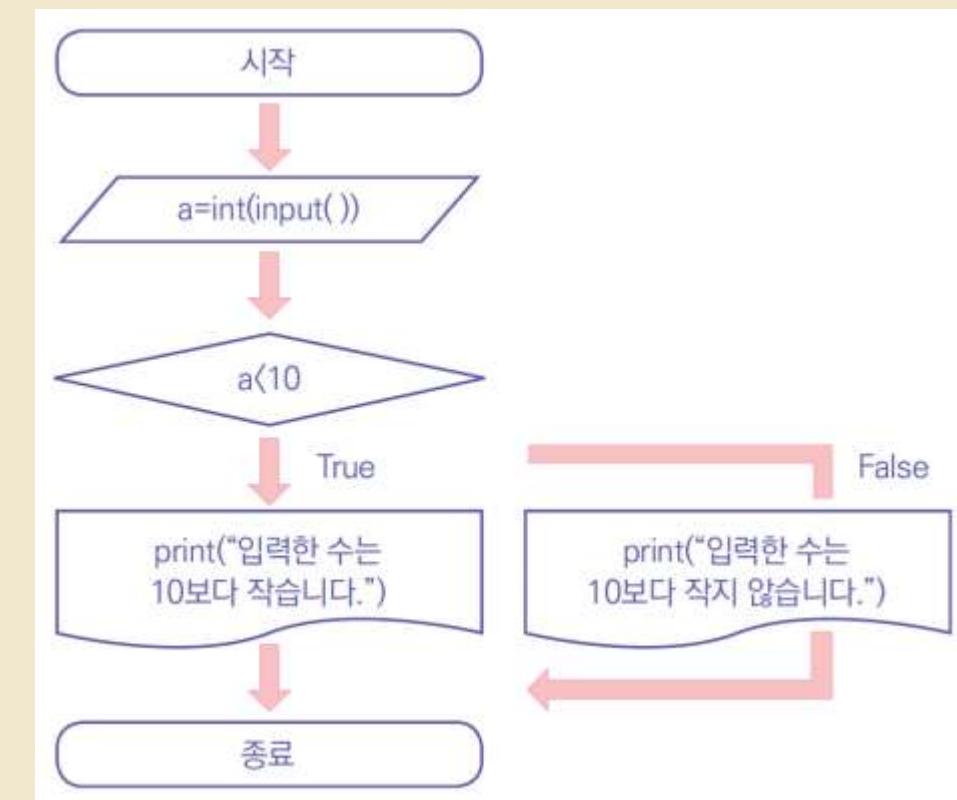 시작
a=int(input( ))
a<10
True
False
print(“입력한 수는
10보다 작습니다.”)
print(“입력한 수는
10보다 작지 않습니다.”)
종료